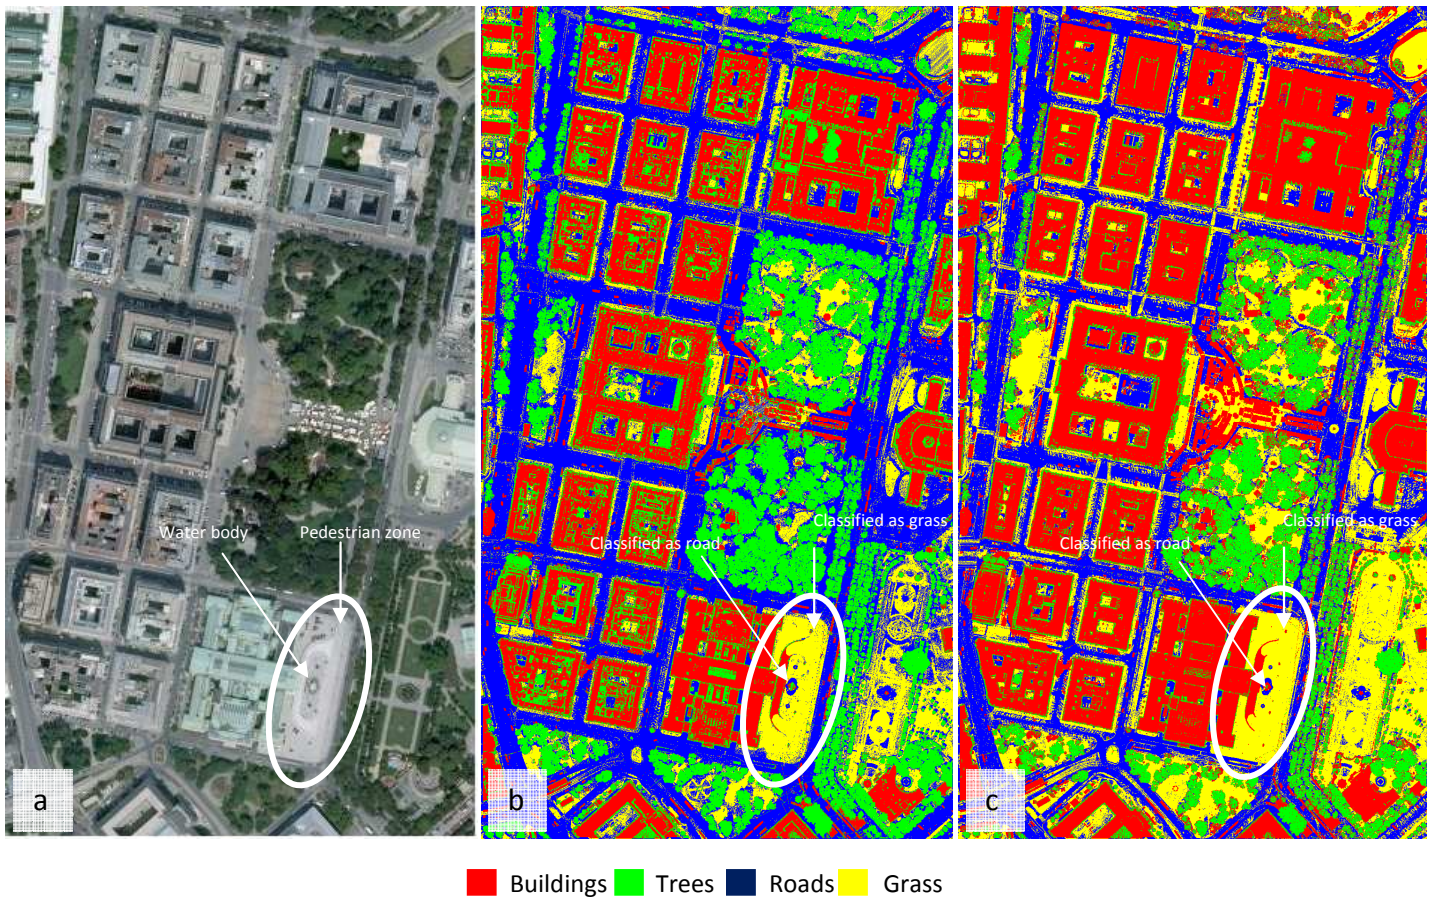 Water body
Pedestrian zone
Classified as road
Classified as grass
Classified as road
Classified as grass
a
b
c
Buildings
Trees
Roads
Grass